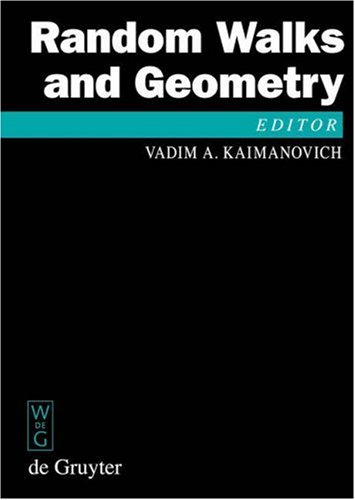 Random Walks
and Geometry
EDITOR
VADIM A. KAIMANOVICH
W
DE
G
de Gruyter